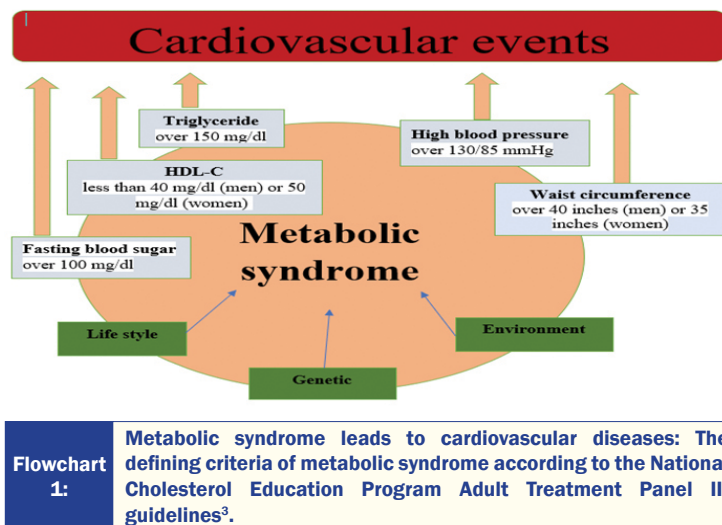 Cardiovascular events
Triglyceride
over 150 mg/dl
High blood pressure
over 130/85 mmHg
HDL-C
less than 40 mg/dl (men) or 50
mg/dl (women)
Waist circumference
over 40 inches (men) or 35
inches (women)
Fasting blood sugar
over 100 mg/dl
Metabolic
syndrome
Life style
Environment
Genetic
Flowchart
1:
Metabolic syndrome leads to cardiovascular diseases: The
defining criteria of metabolic syndrome according to the National
Cholesterol Education Program Adult Treatment Panel II
guidelines³.